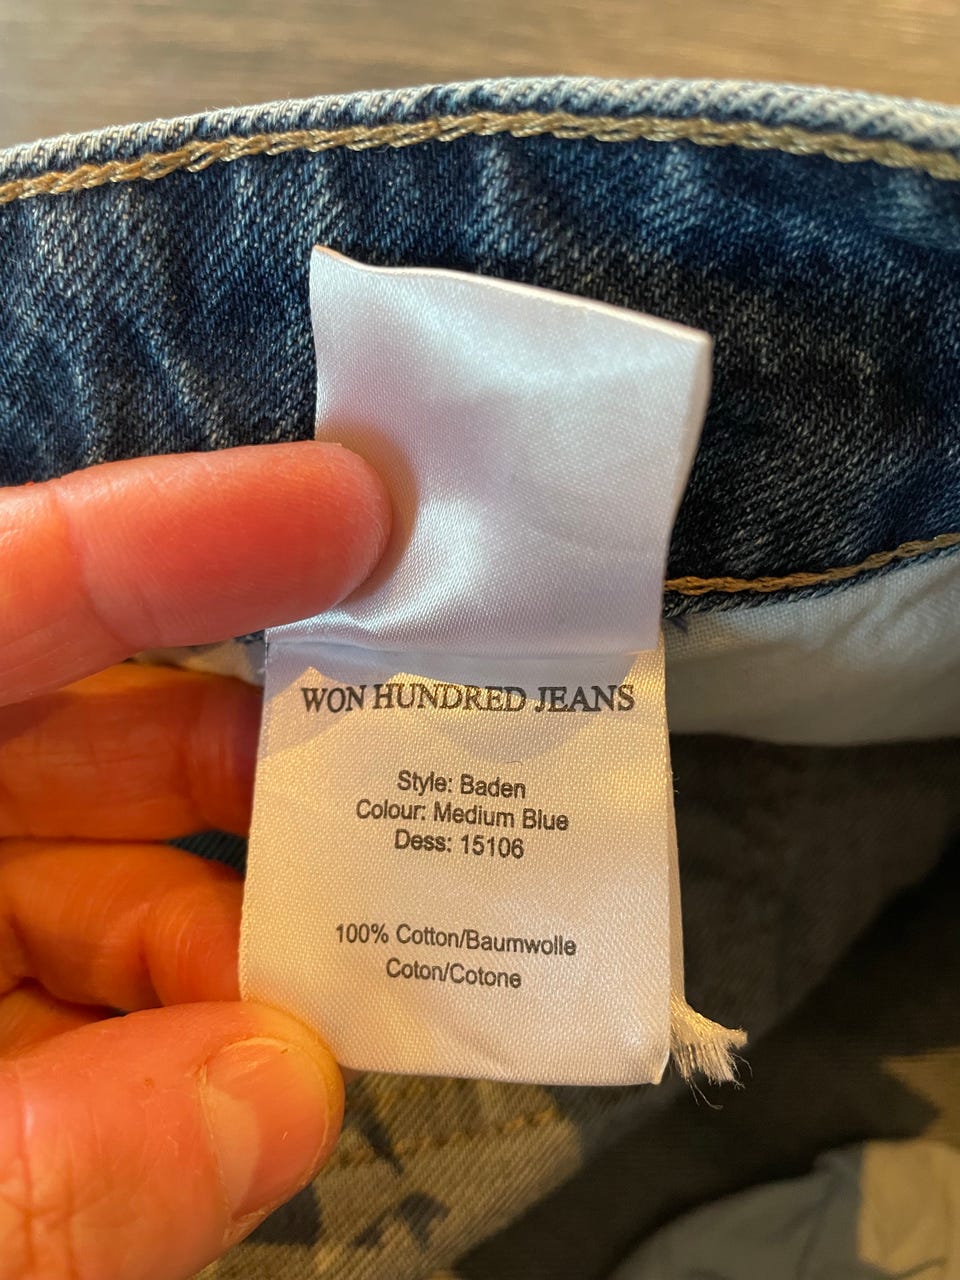 WON HUNDRED JEANS
Style: Baden
Colour: Medium Blue
Dess: 15106
100% Cotton/Baumwolle
Coton/Cotone